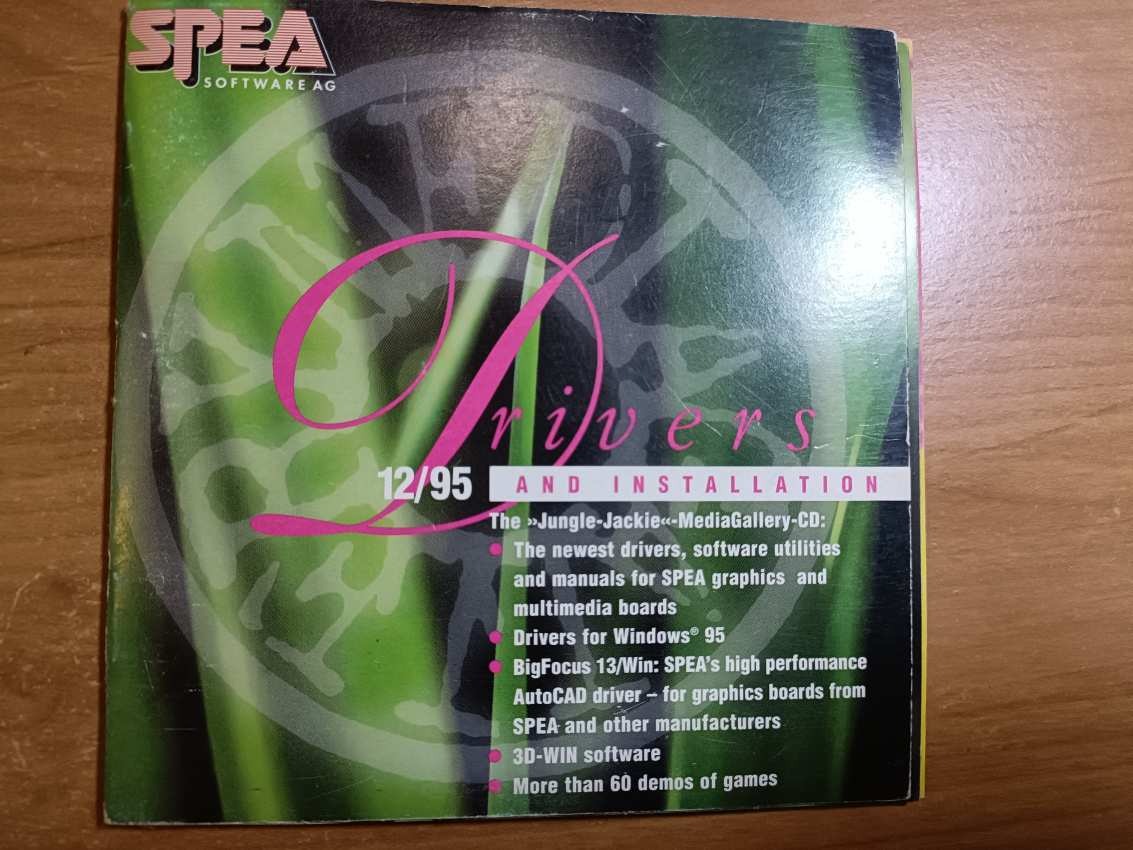 SPEA
SOFTWARE AG
Drivers
12/95 AND INSTALLATION
The »Jungle-Jackie«-MediaGallery-CD:
The newest drivers, software utilities
and manuals for SPEA graphics and
multimedia boards
Drivers for Windows® 95
BigFocus 13/Win: SPEA's high performance
AutoCAD driver – for graphics boards from
SPEA and other manufacturers
3D-WIN software
More than 60 demos of games